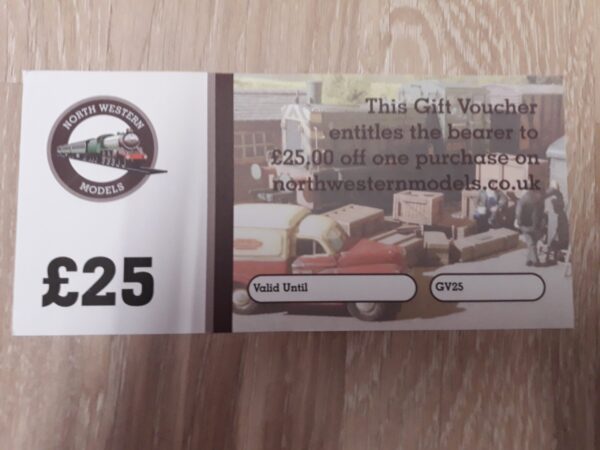 NORTH WESTERN
MODELS
£25
This Gift Voucher
entitles the bearer to
£25.00 off one purchase on
northwesternmodels.co.uk
Valid Until
GV25